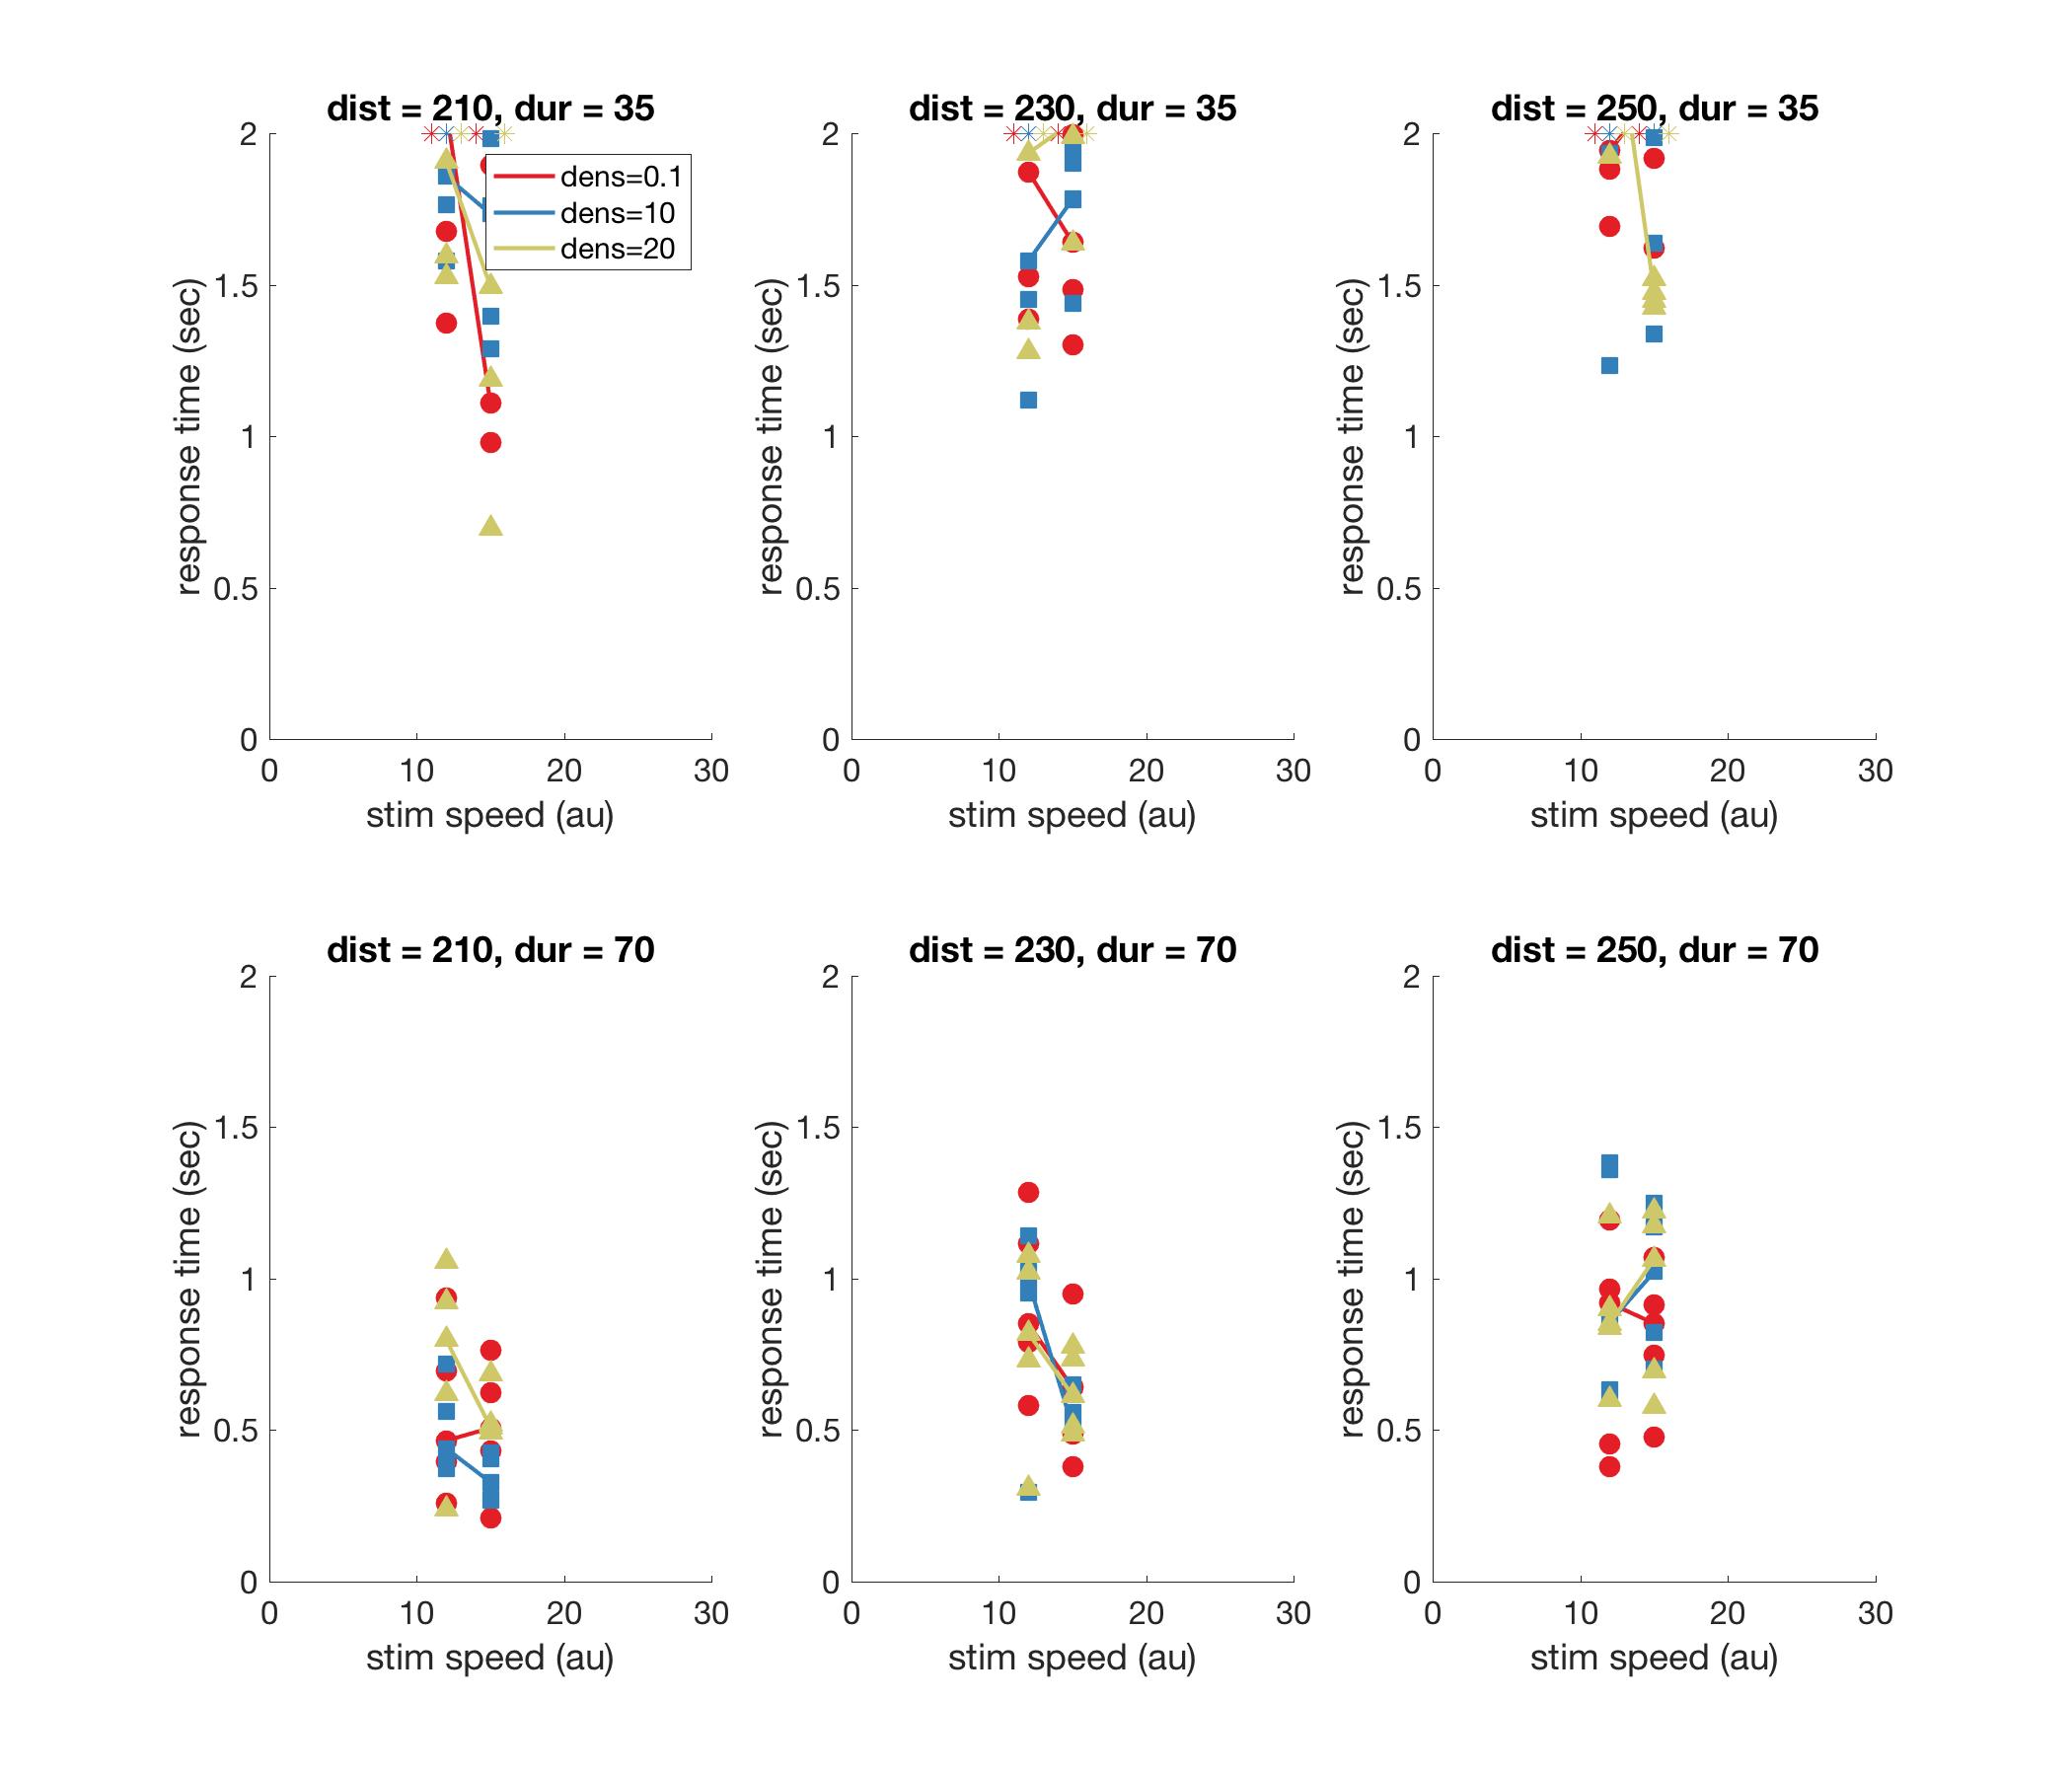 dist = 210, dur = 35
dist = 230, dur = 35
dist = 250, dur = 35
2
1.5
1
0.5
0
response time (sec)
dens=0.1
dens=10
dens=20
0
10
20
30
stim speed (au)
2
1.5
1
0.5
0
response time (sec)
0
10
20
30
stim speed (au)
2
1.5
1
0.5
0
response time (sec)
0
10
20
30
stim speed (au)
dist = 210, dur = 70
dist = 230, dur = 70
dist = 250, dur = 70
2
1.5
1
0.5
0
response time (sec)
0
10
20
30
stim speed (au)
2
1.5
1
0.5
0
response time (sec)
0
10
20
30
stim speed (au)
2
1.5
1
0.5
0
response time (sec)
0
10
20
30
stim speed (au)